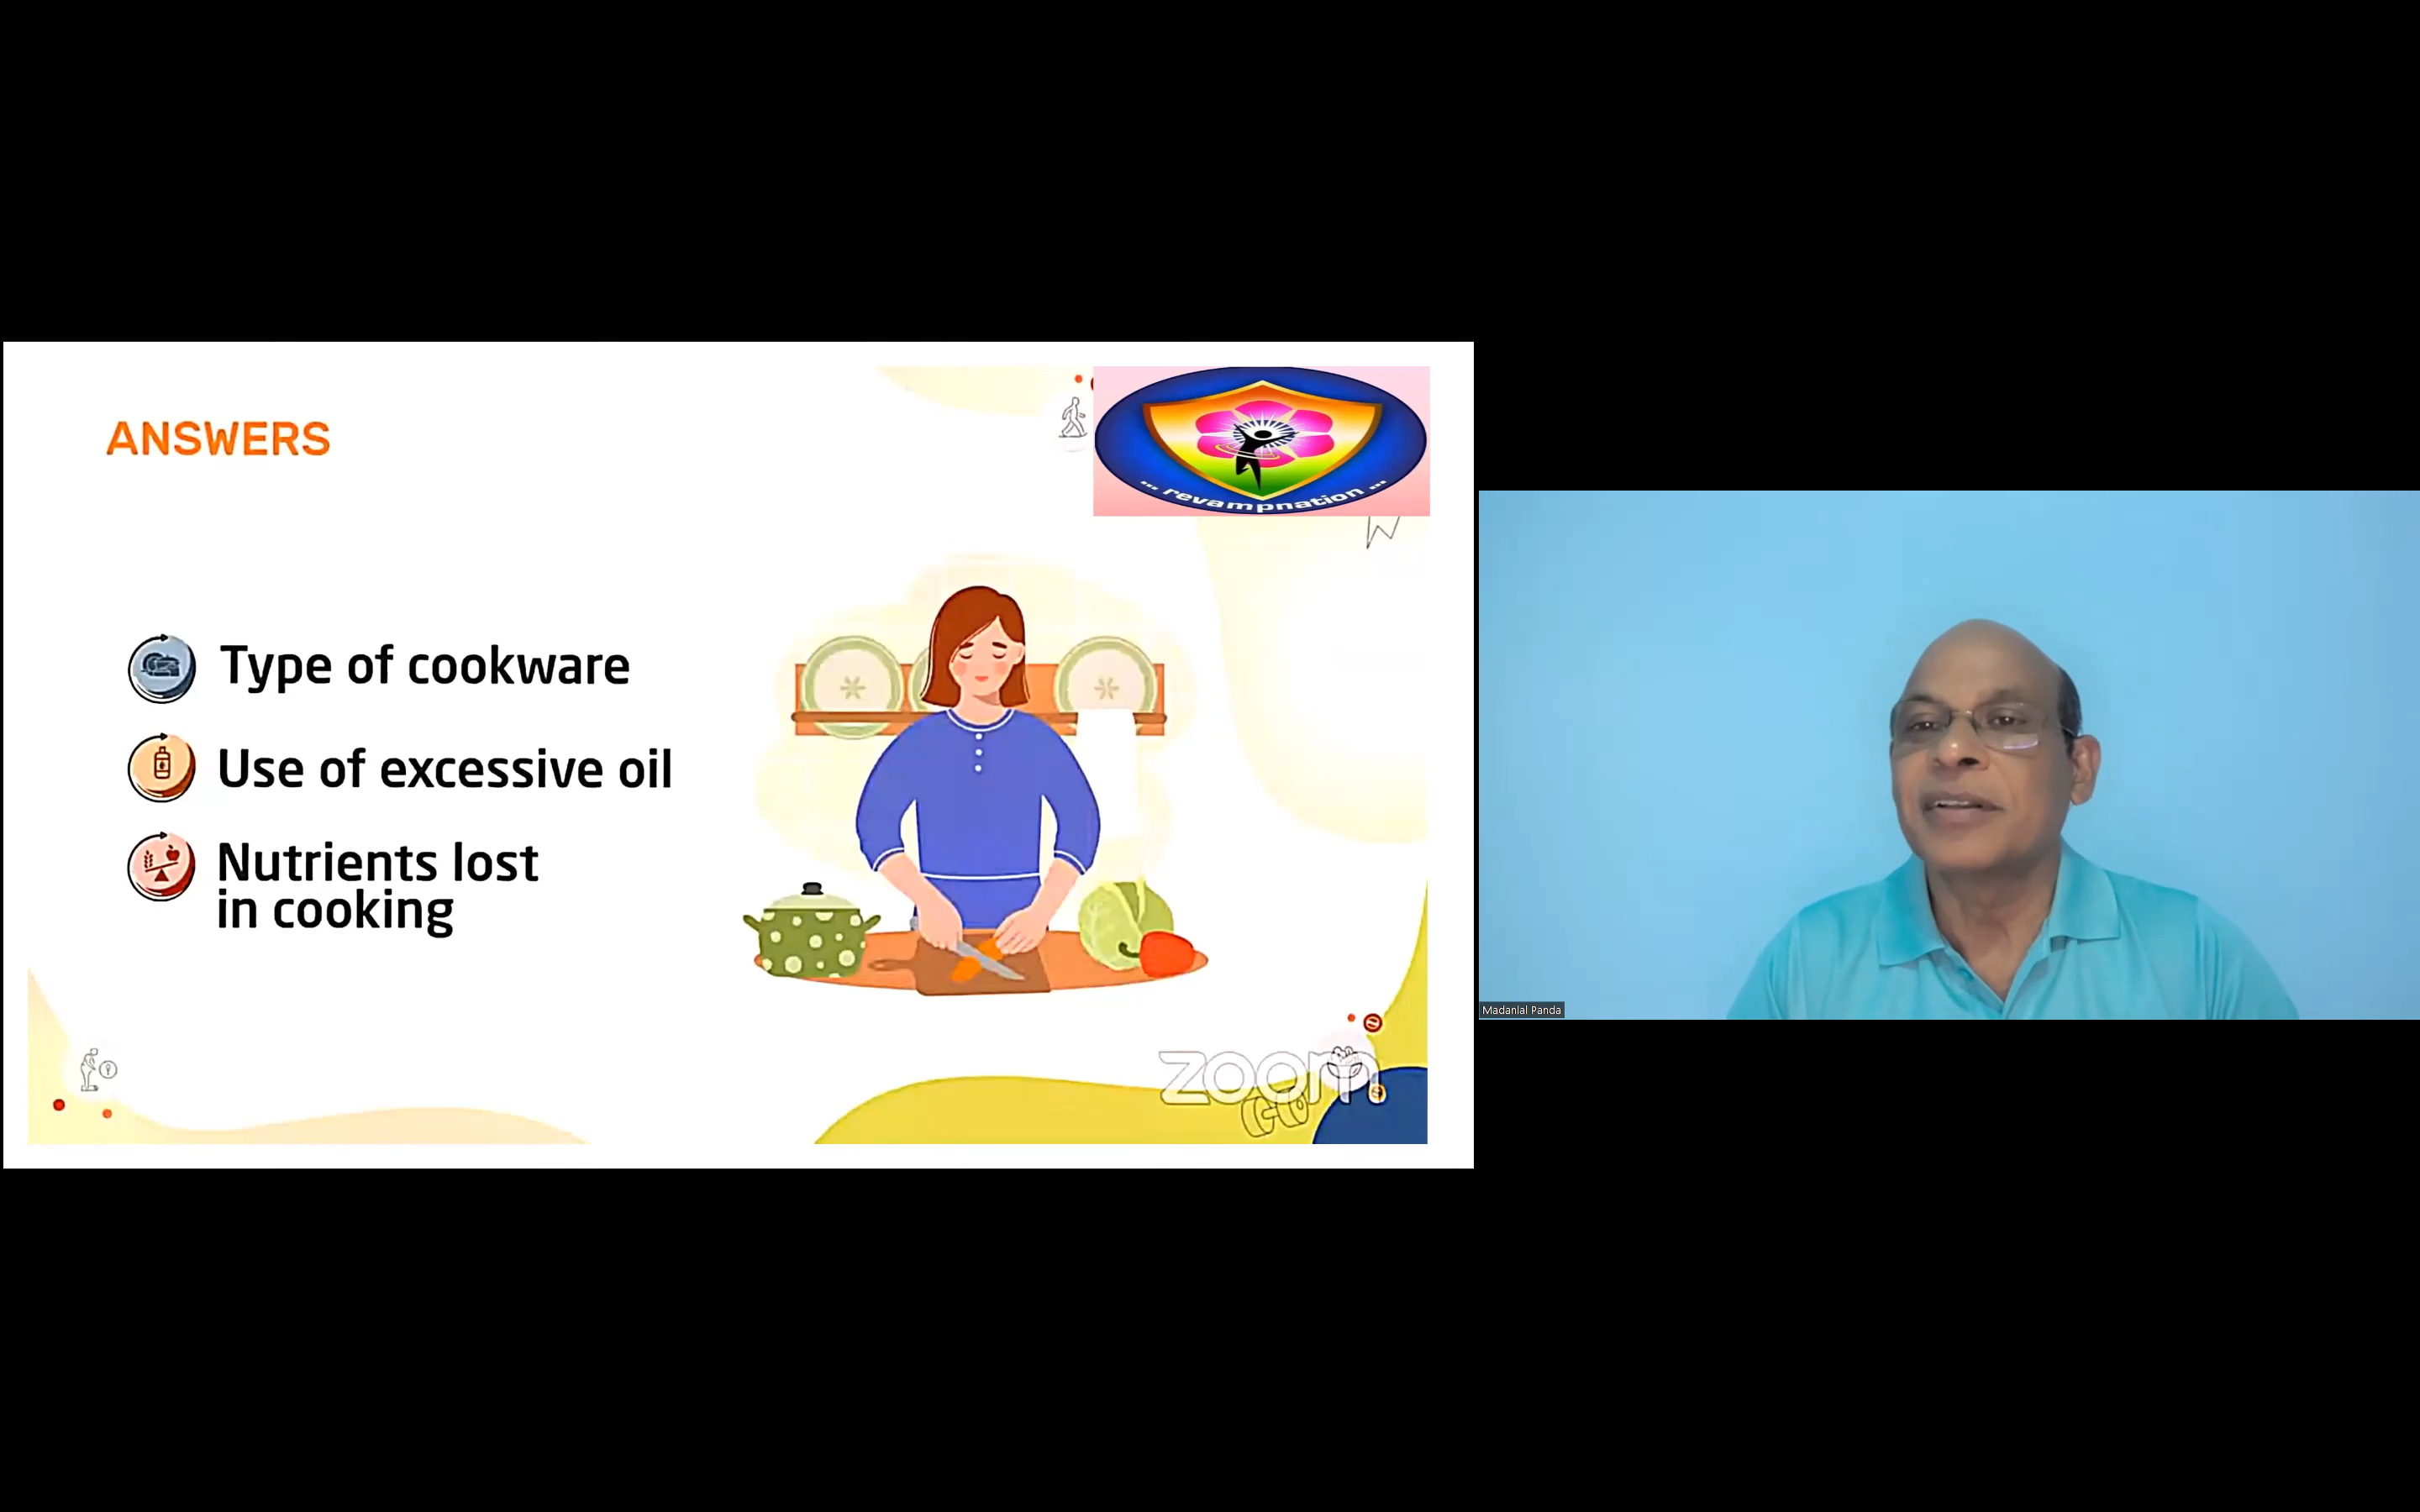 ANSWERS
... revampnation ...
Type of cookware
Use of excessive oil
Nutrients lost
in cooking
zoom
Madanlal Panda